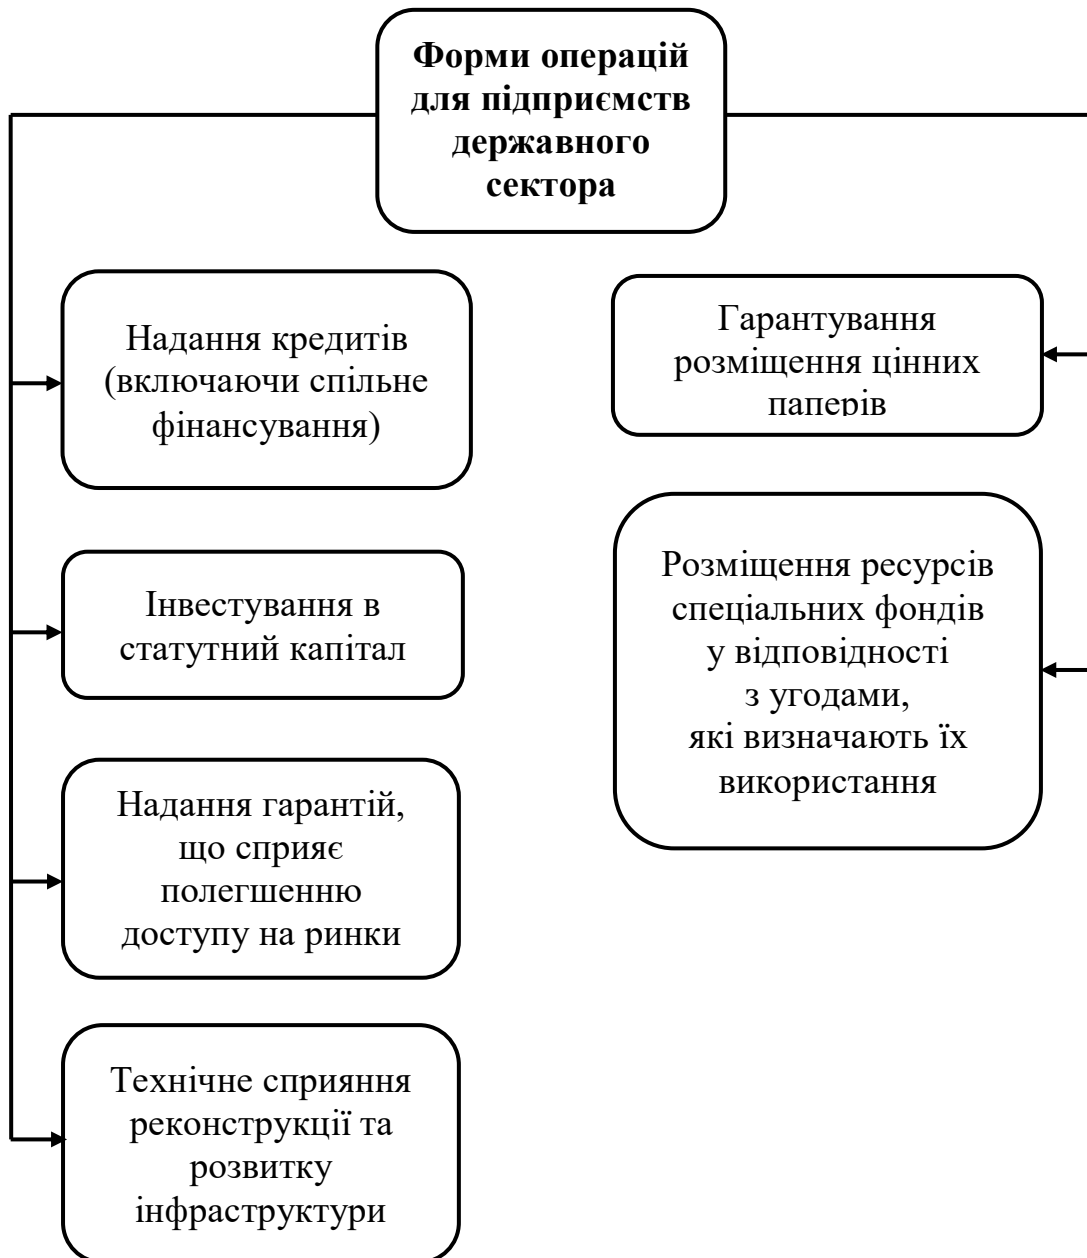 Форми операцій
для підприємств
державного
сектора
Надання кредитів
(включаючи спільне
фінансування)
Інвестування в
статутний капітал
Надання гарантій,
що сприяє
полегшенню
доступу на ринки
Технічне сприяння
реконструкції та
розвитку
інфраструктури
Гарантування
розміщення цінних
паперів
Розміщення ресурсів
спеціальних фондів
у відповідності
з угодами,
які визначають їх
використання